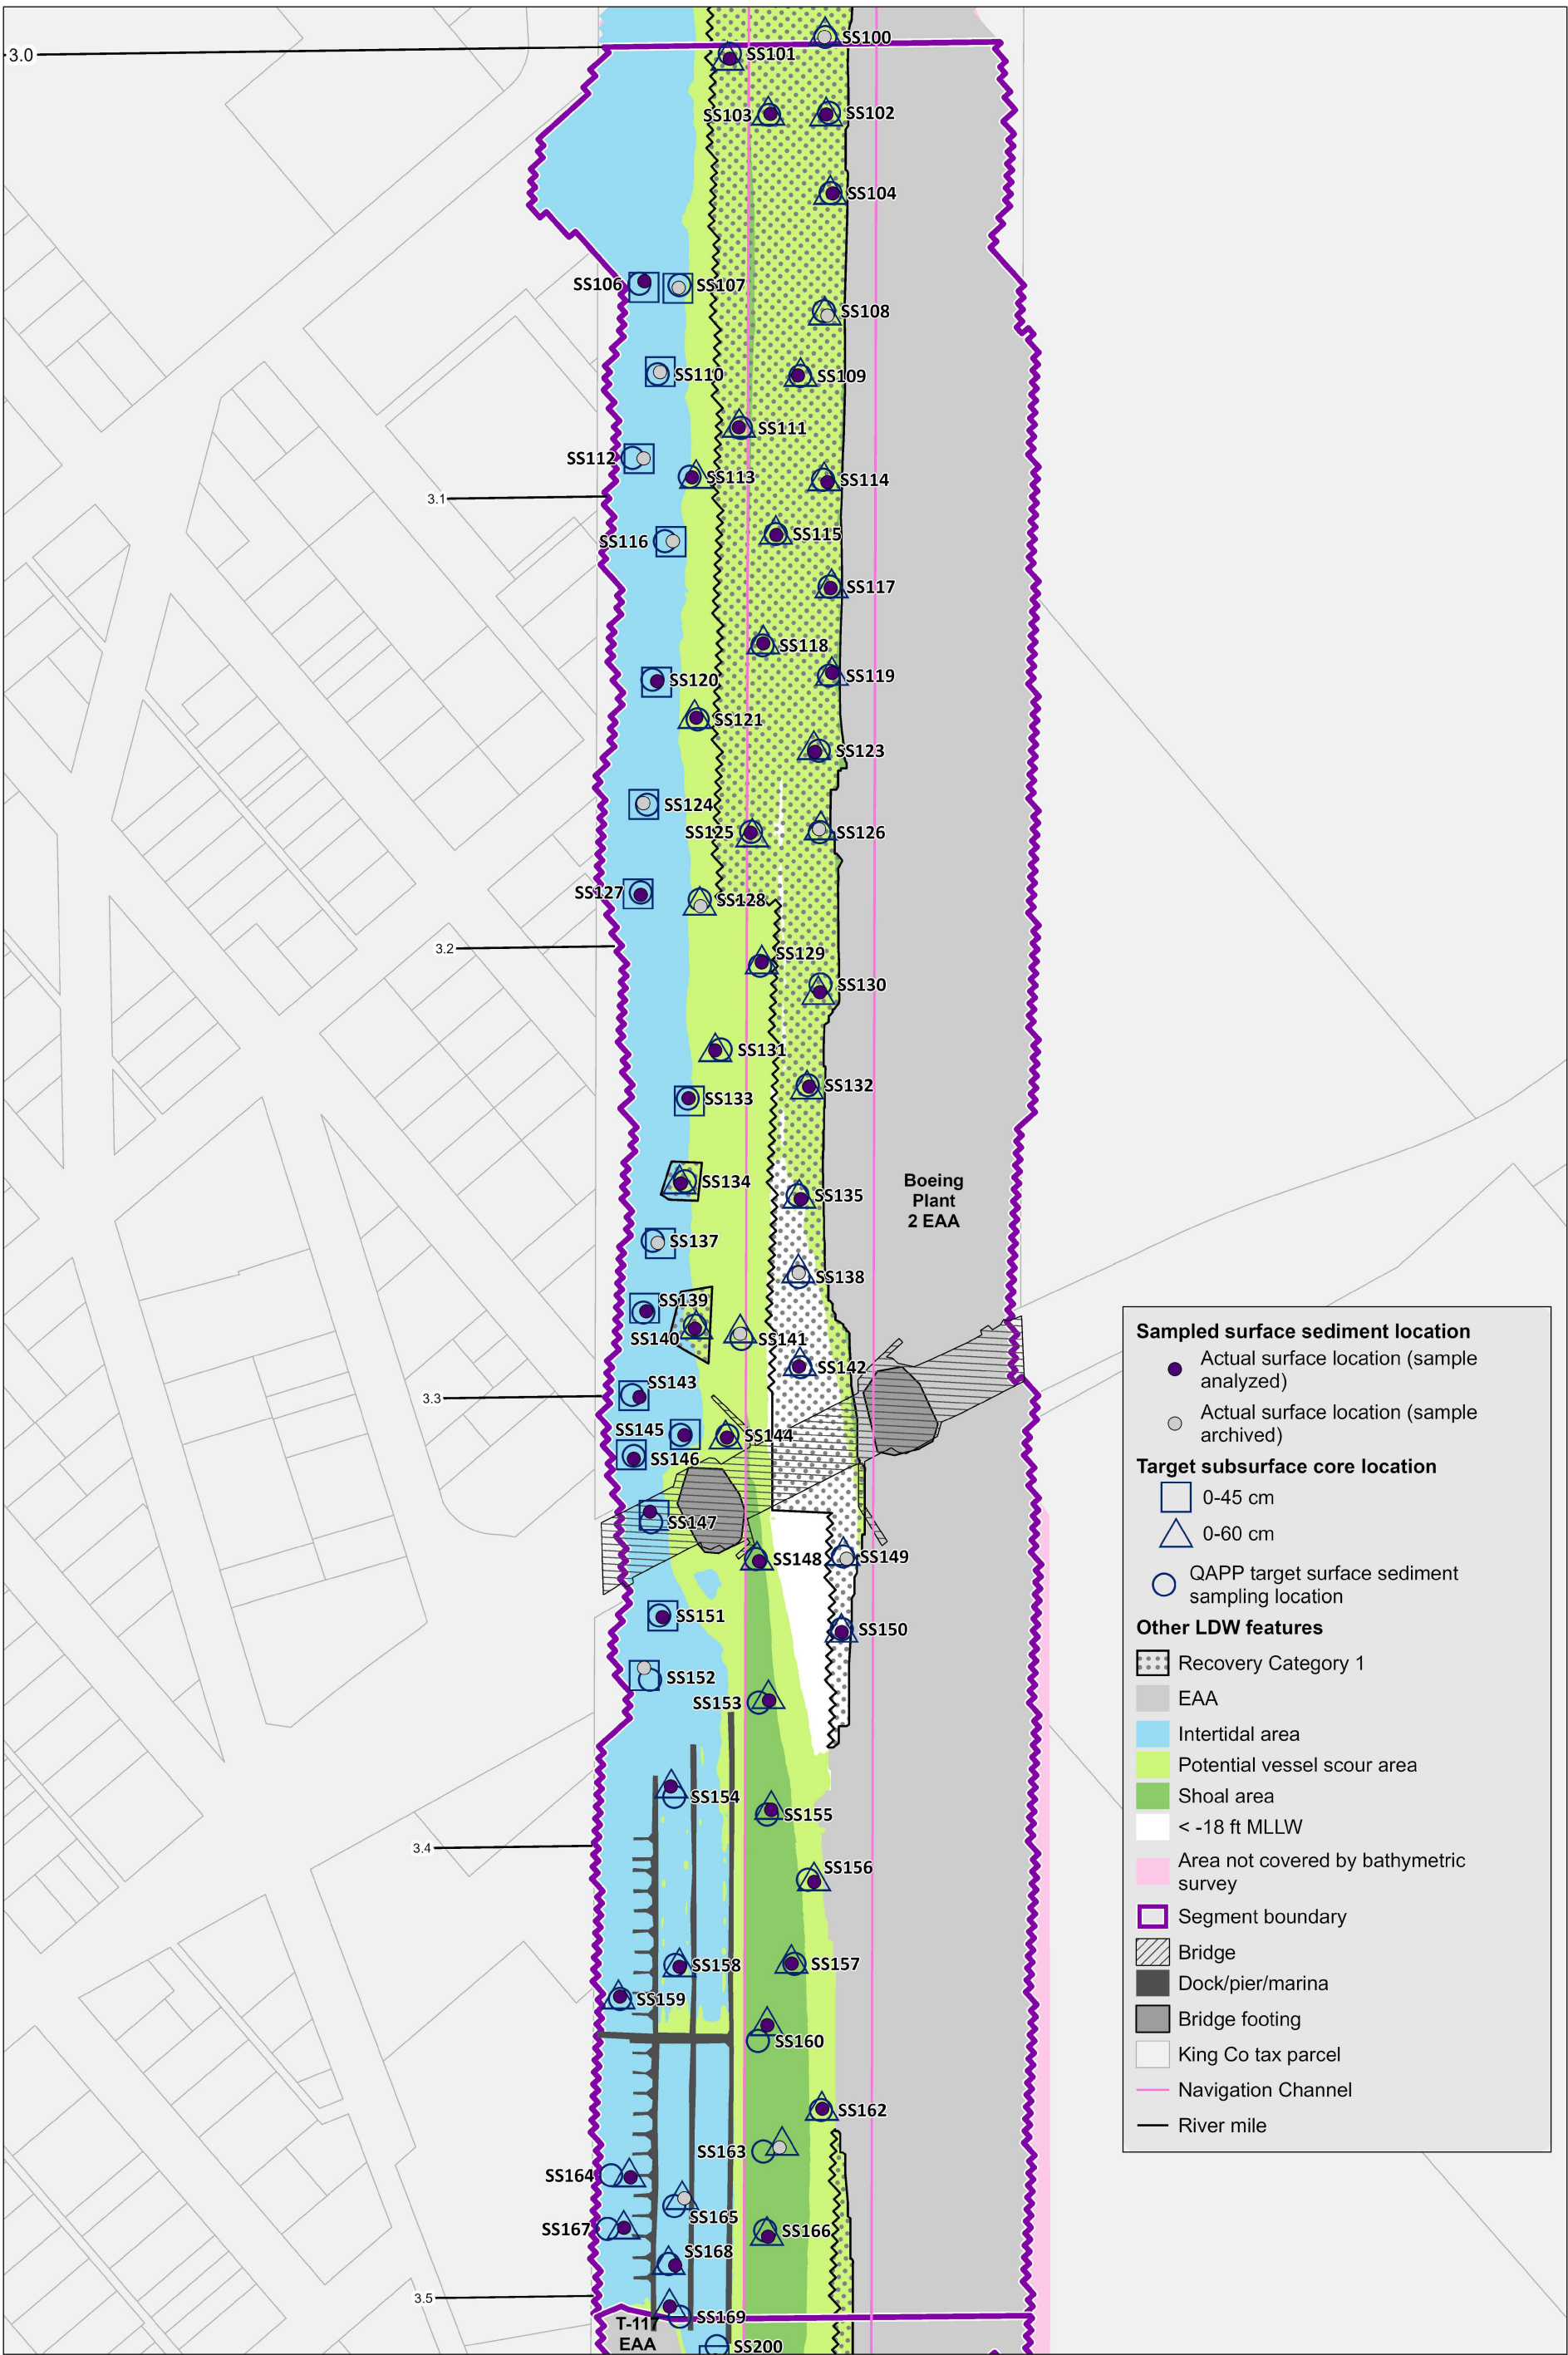 3.0
SS100
SS101
SS103
SS102
SS104
SS106
SS107
SS108
SS110
SS109
SS111
SS112
SS113
SS114
3.1
SS115
SS116
SS117
SS118
SS119
SS120
SS121
SS123
SS124
SS125
SS126
SS127
SS128
3.2
SS129
SS130
SS131
SS132
SS133
SS134
SS135
Boeing
Plant
2 EAA
SS137
SS138
SS139
SS140
SS141
SS142
SS143
3.3
SS145
SS144
SS146
SS147
SS148
SS149
SS151
SS150
SS152
SS153
SS154
SS155
3.4
SS156
SS158
SS157
SS159
SS160
SS162
SS163
SS164
SS165
SS167
SS166
SS168
3.5
SS169
T-117
EAA
SS200
Sampled surface sediment location
Actual surface location (sample
analyzed)
Actual surface location (sample
archived)
Target subsurface core location
0-45 cm
0-60 cm
QAPP target surface sediment
sampling location
Other LDW features
Recovery Category 1
EAA
Intertidal area
Potential vessel scour area
Shoal area
< -18 ft MLLW
Area not covered by bathymetric
survey
Segment boundary
Bridge
Dock/pier/marina
Bridge footing
King Co tax parcel
Navigation Channel
River mile